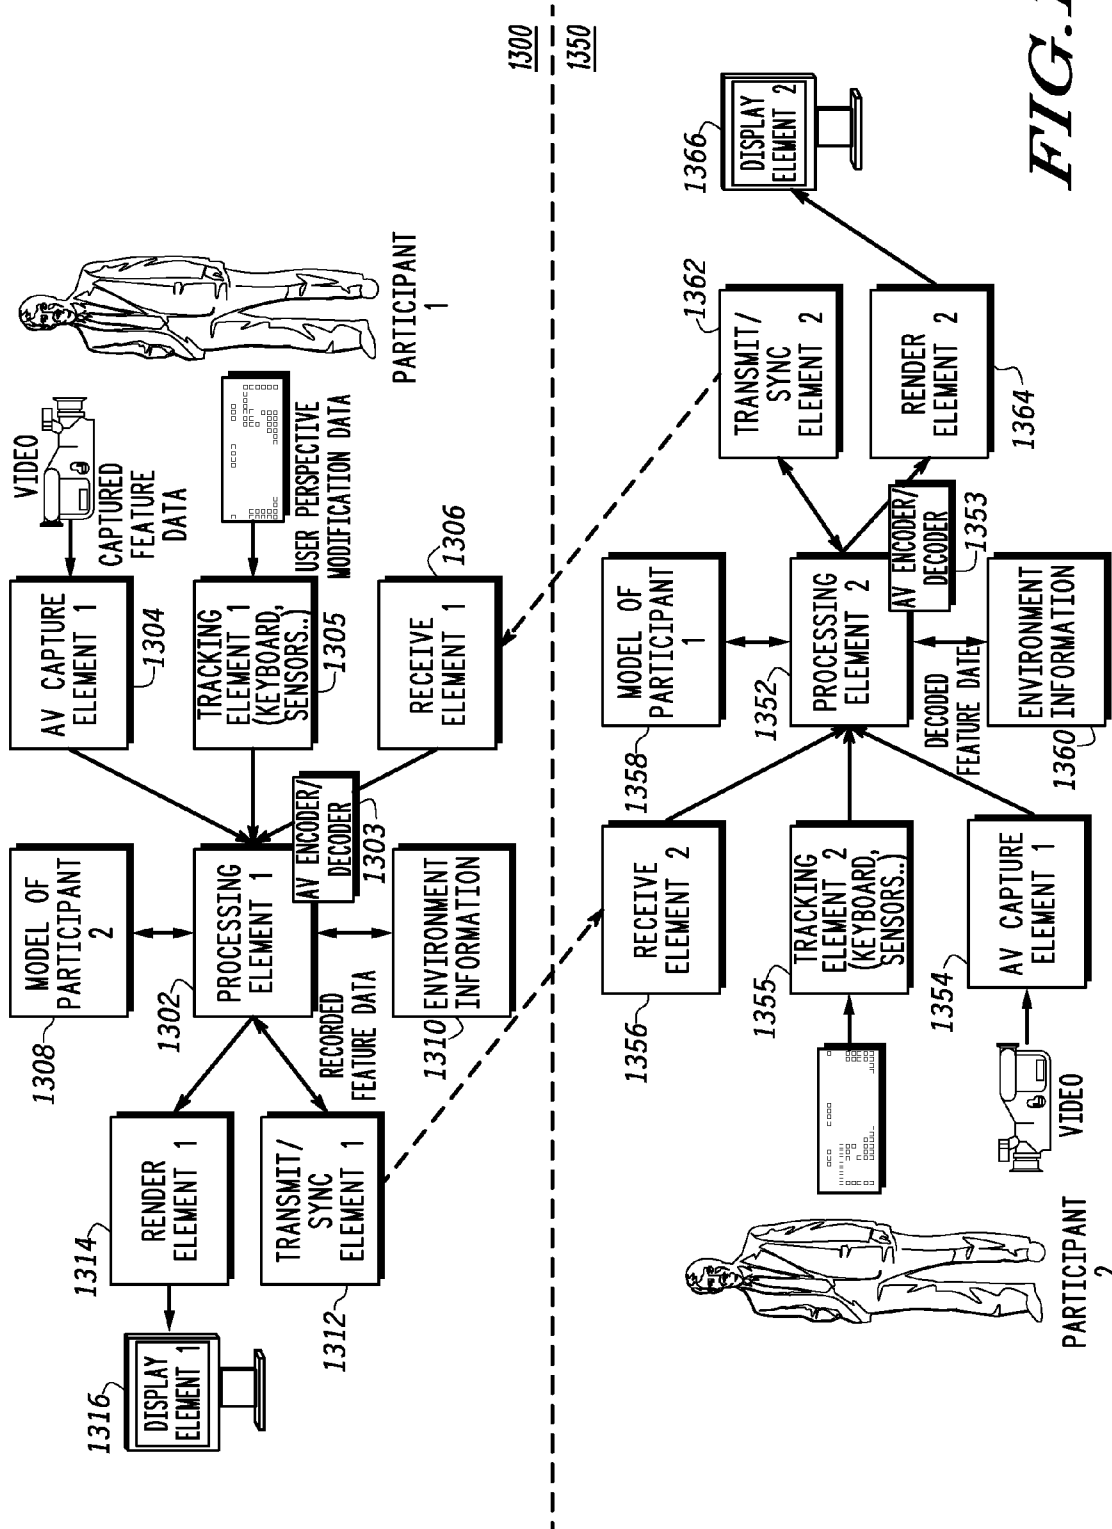 1300
1350
VIDEO
CAPTURED
FEATURE
DATA
PARTICIPANT
1
USER PERSPECTIVE
MODIFICATION DATA
AV CAPTURE
ELEMENT 1
1304
TRACKING
ELEMENT 1
(KEYBOARD,
SENSORS..)
1305
RECEIVE
ELEMENT 1
1306
MODEL OF
PARTICIPANT
2
1308
PROCESSING
ELEMENT 1
1302
AV ENCODER/
DECODER
1303
RECORDED
FEATURE DATA
ENVIRONMENT
INFORMATION
1310
RENDER
ELEMENT 1
1314
TRANSMIT/
SYNC
ELEMENT 1
1312
DISPLAY
ELEMENT 1
1316
DISPLAY
ELEMENT 2
1366
TRANSMIT/
SYNC
ELEMENT 2
1362
RENDER
ELEMENT 2
1364
MODEL OF
PARTICIPANT
1
1358
PROCESSING
ELEMENT 2
1352
AV ENCODER/
DECODER
1353
DECODED
FEATURE DATE
ENVIRONMENT
INFORMATION
1360
RECEIVE
ELEMENT 2
1356
TRACKING
ELEMENT 2
(KEYBOARD,
SENSORS..)
1355
AV CAPTURE
ELEMENT 1
1354
VIDEO
PARTICIPANT
2
FIG.